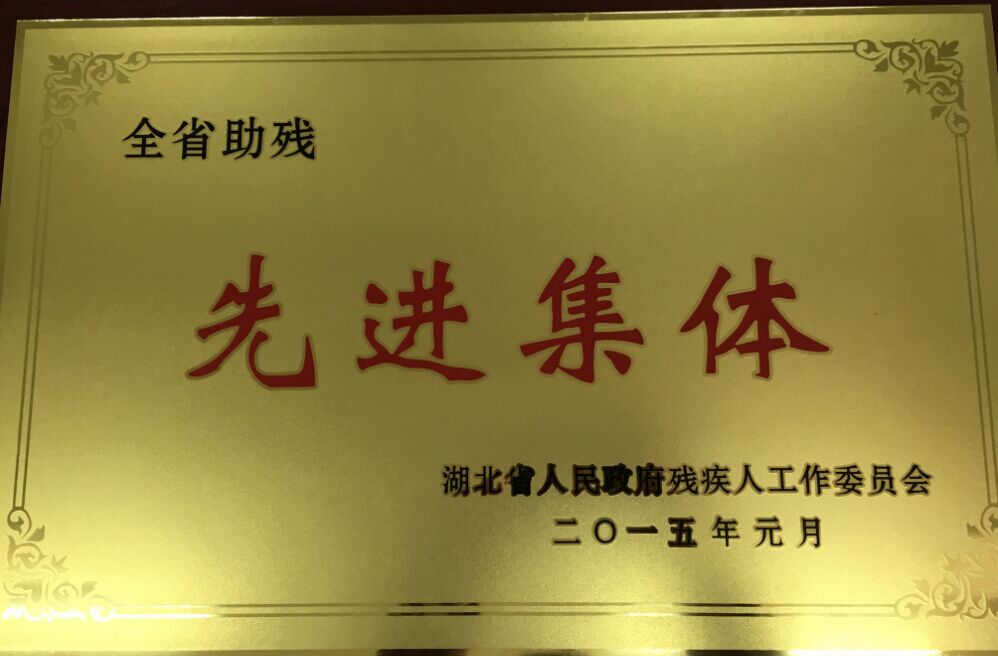 全省助残
先进集体
湖北省人民政府残疾人工作委员会
二〇一五年元月